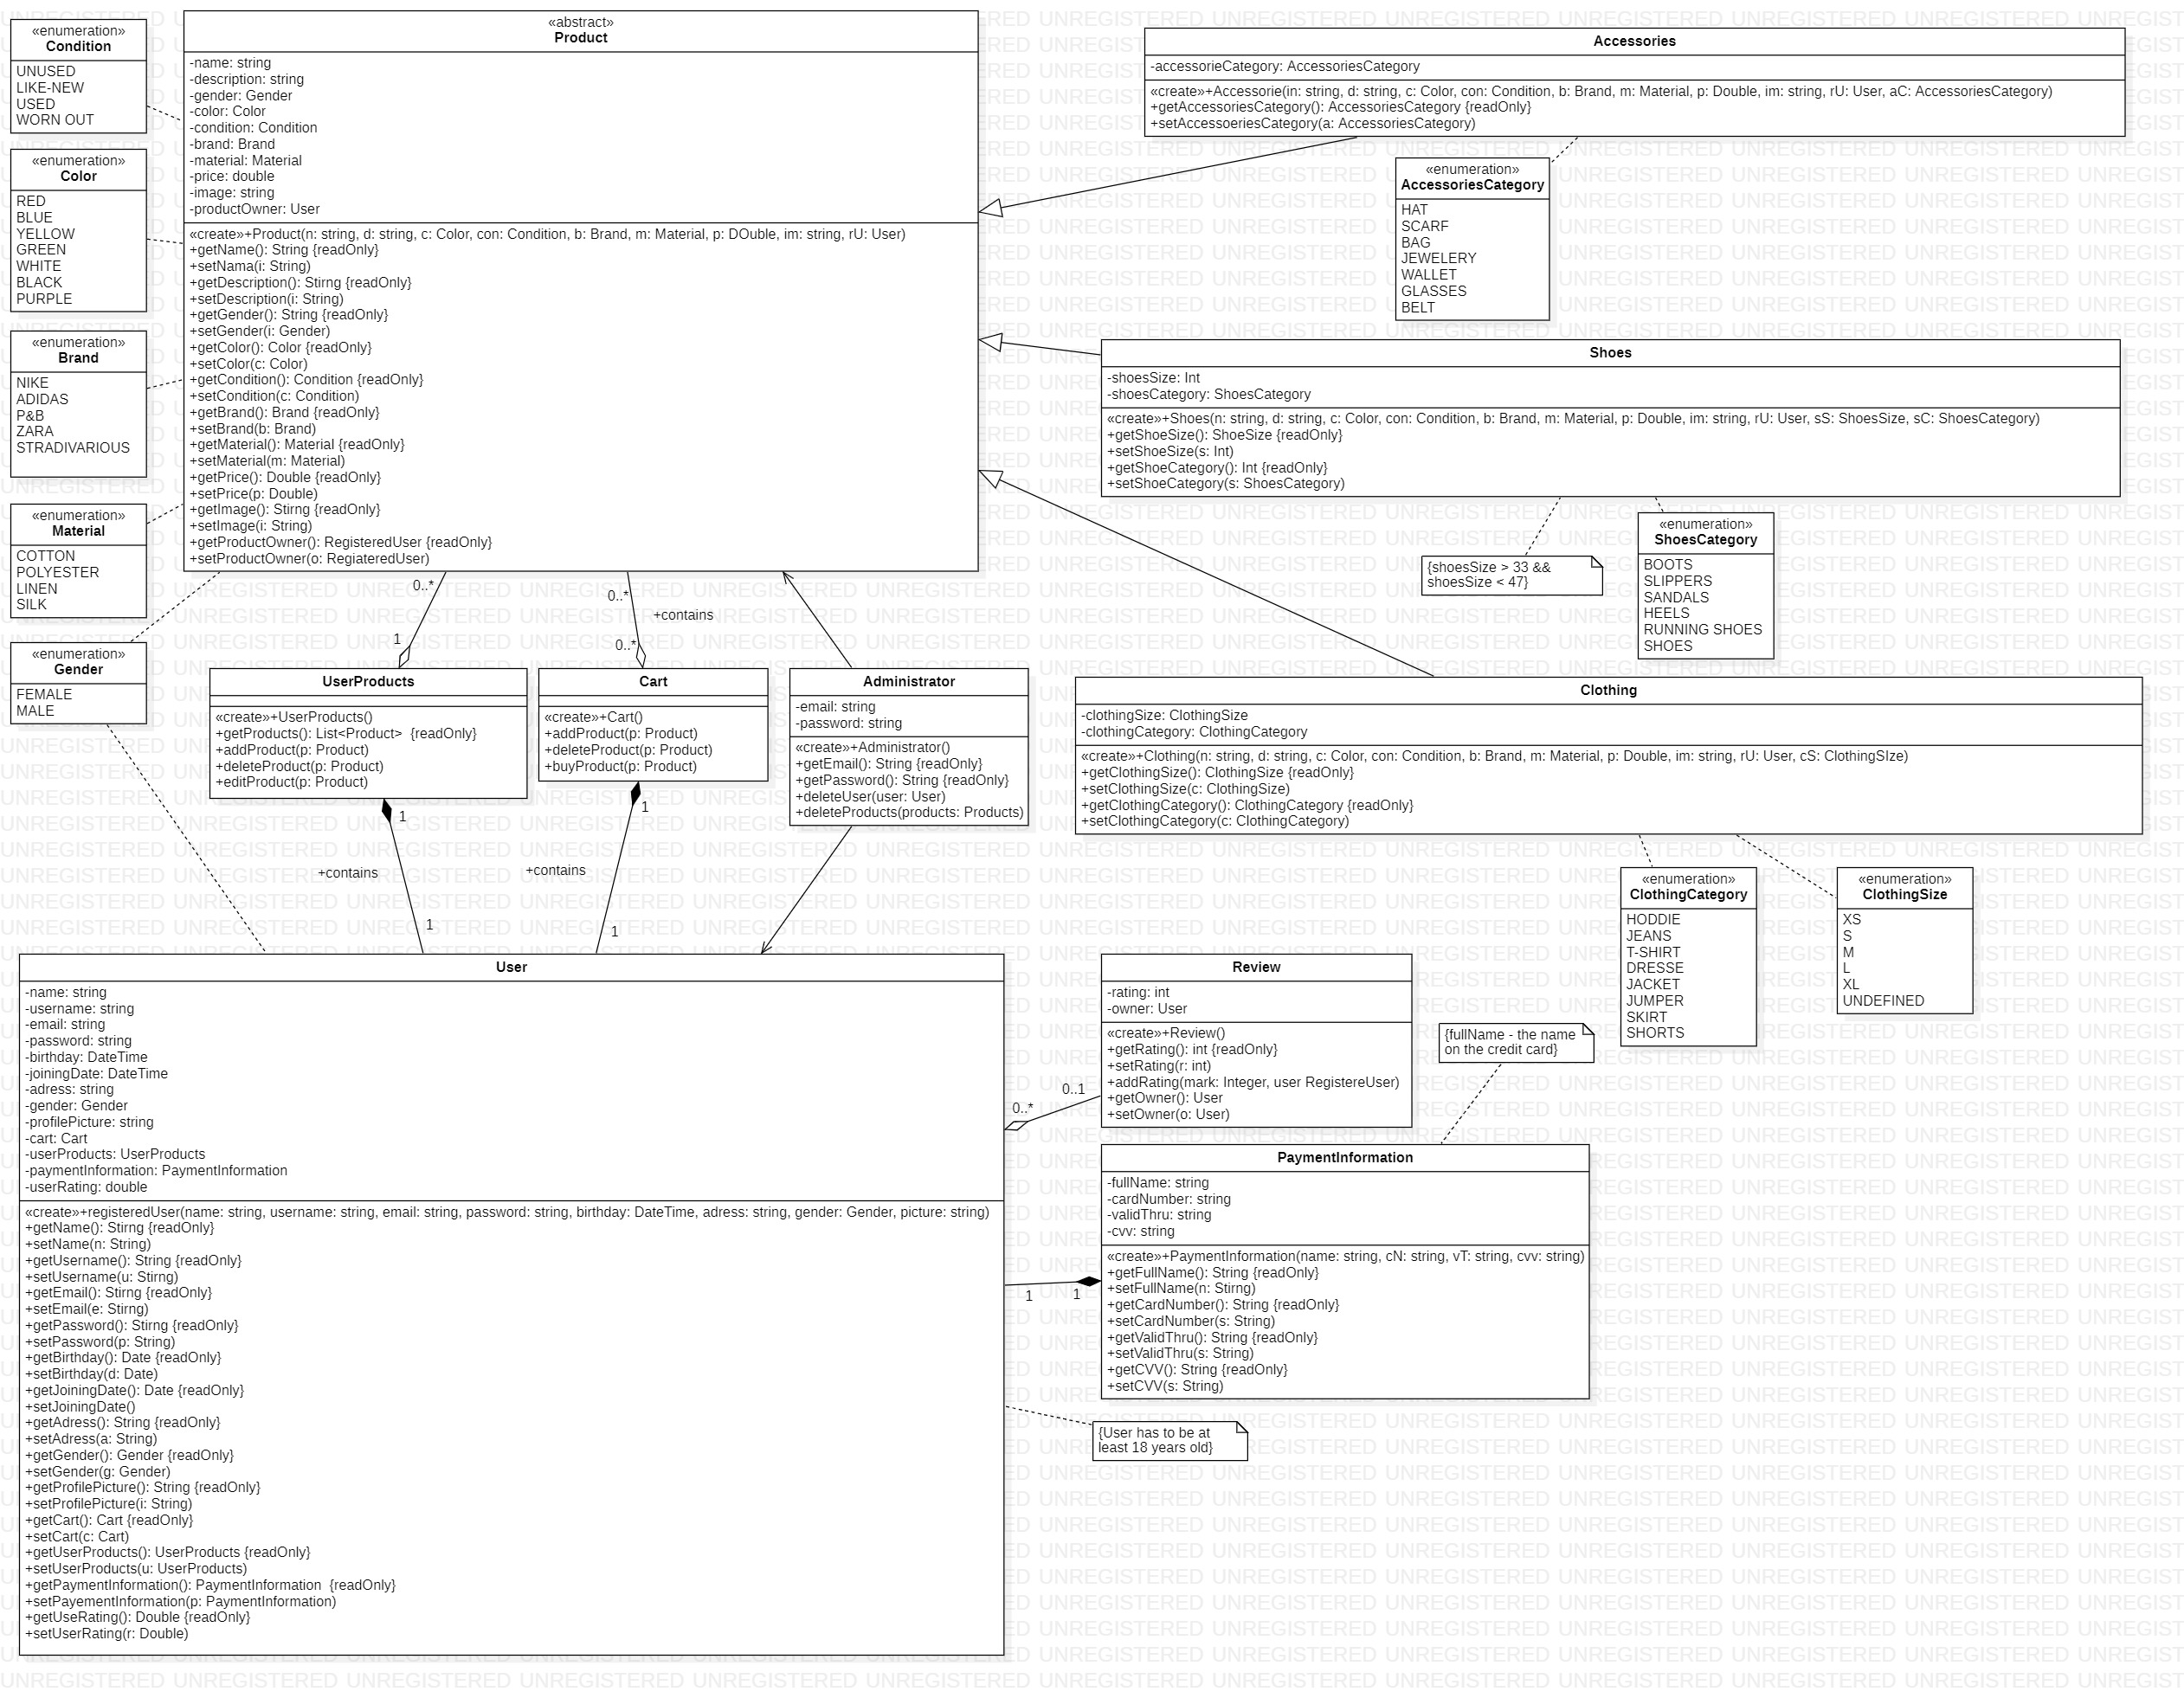 «enumeration»
Condition
UNUSED
LIKE-NEW
USED
WORN OUT
«enumeration»
Color
RED
BLUE
YELLOW
GREEN
WHITE
BLACK
PURPLE
«enumeration»
Brand
NIKE
ADIDAS
P&B
ZARA
STRADIVARIOUS
«enumeration»
Material
COTTON
POLYESTER
LINEN
SILK
«enumeration»
Gender
FEMALE
MALE
«abstract»
Product
-name: string
-description: string
-gender: Gender
-color: Color
-condition: Condition
-brand: Brand
-material: Material
-price: double
-image: string
-productOwner: User
«create»+Product(n: string, d: string, c: Color, con: Condition, b: Brand, m: Material, p: DOuble, im: string, rU: User)
+getName(): String {readOnly}
+setNama(i: String)
+getDescription(): Stirng {readOnly}
+setDescription(i: String)
+getGender(): String {readOnly}
+setGender(i: Gender)
+getColor(): Color {readOnly}
+setColor(c: Color)
+getCondition(): Condition {readOnly}
+setCondition(c: Condition)
+getBrand(): Brand {readOnly}
+setBrand(b: Brand)
+getMaterial(): Material {readOnly}
+setMaterial(m: Material)
+getPrice(): Double {readOnly}
+setPrice(p: Double)
+getImage(): Stirng {readOnly}
+setImage(i: String)
+getProductOwner(): RegisteredUser {readOnly}
+setProductOwner(o: RegiateredUser)
Accessories
-accessorieCategory: AccessoriesCategory
«create»+Accessorie(in: string, d: string, c: Color, con: Condition, b: Brand, m: Material, p: Double, im: string, rU: User, aC: AccessoriesCategory)
+getAccessoriesCategory(): AccessoriesCategory {readOnly}
+setAccessoeriesCategory(a: AccessoriesCategory)
«enumeration»
AccessoriesCategory
HAT
SCARF
BAG
JEWELERY
WALLET
GLASSES
BELT
Shoes
-shoesSize: Int
-shoesCategory: ShoesCategory
«create»+Shoes(n: string, d: string, c: Color, con: Condition, b: Brand, m: Material, p: Double, im: string, rU: User, sS: ShoesSize, sC: ShoesCategory)
+getShoeSize(): ShoeSize {readOnly}
+setShoeSize(s: Int)
+getShoeCategory(): Int {readOnly}
+setShoeCategory(s: ShoesCategory)
{shoesSize > 33 &&
shoesSize < 47}
«enumeration»
ShoesCategory
BOOTS
SLIPPERS
SANDALS
HEELS
RUNNING SHOES
SHOES
0..*
1
0..*
+contains
0..*
UserProducts
«create»+UserProducts()
+getProducts(): List<Product>  {readOnly}
+addProduct(p: Product)
+deleteProduct(p: Product)
+editProduct(p: Product)
Cart
«create»+Cart()
+addProduct(p: Product)
+deleteProduct(p: Product)
+buyProduct(p: Product)
Administrator
-email: string
-password: string
«create»+Administrator()
+getEmail(): String {readOnly}
+getPassword(): String {readOnly}
+deleteUser(user: User)
+deleteProducts(products: Products)
Clothing
-clothingSize: ClothingSize
-clothingCategory: ClothingCategory
«create»+Clothing(n: string, d: string, c: Color, con: Condition, b: Brand, m: Material, p: Double, im: string, rU: User, cS: ClothingSIze)
+getClothingSize(): ClothingSize {readOnly}
+setClothingSize(c: ClothingSize)
+getClothingCategory(): ClothingCategory {readOnly}
+setClothingCategory(c: ClothingCategory)
«enumeration»
ClothingCategory
HODDIE
JEANS
T-SHIRT
DRESSE
JACKET
JUMPER
SKIRT
SHORTS
«enumeration»
ClothingSize
XS
S
M
L
XL
UNDEFINED
1
+contains
1
1
+contains
1
User
-name: string
-username: string
-email: string
-password: string
-birthday: DateTime
-joiningDate: DateTime
-adress: string
-gender: Gender
-profilePicture: string
-cart: Cart
-userProducts: UserProducts
-paymentInformation: PaymentInformation
-userRating: double
«create»+registeredUser(name: string, username: string, email: string, password: string, birthday: DateTime, adress: string, gender: Gender, picture: string)
+getName(): Stirng {readOnly}
+setName(n: String)
+getUsername(): String {readOnly}
+setUsername(u: Stirng)
+getEmail(): Stirng {readOnly}
+setEmail(e: Stirng)
+getPassword(): Stirng {readOnly}
+setPassword(p: String)
+getBirthday(): Date {readOnly}
+setBirthday(d: Date)
+getJoiningDate(): Date {readOnly}
+setJoiningDate()
+getAdress(): String {readOnly}
+setAdress(a: String)
+getGender(): Gender {readOnly}
+setGender(g: Gender)
+getProfilePicture(): String {readOnly}
+setProfilePicture(i: String)
+getCart(): Cart {readOnly}
+setCart(c: Cart)
+getUserProducts(): UserProducts {readOnly}
+setUserProducts(u: UserProducts)
+getPaymentInformation(): PaymentInformation  {readOnly}
+setPayementInformation(p: PaymentInformation)
+getUseRating(): Double {readOnly}
+setUserRating(r: Double)
Review
-rating: int
-owner: User
«create»+Review()
+getRating(): int {readOnly}
+setRating(r: int)
+addRating(mark: Integer, user RegistereUser)
+getOwner(): User
+setOwner(o: User)
0..1
0..*
{fullName - the name
on the credit card}
PaymentInformation
-fullName: string
-cardNumber: string
-validThru: string
-cvv: string
«create»+PaymentInformation(name: string, cN: string, vT: string, cvv: string)
+getFullName(): String {readOnly}
+setFullName(n: Stirng)
+getCardNumber(): String {readOnly}
+setCardNumber(s: String)
+getValidThru(): String {readOnly}
+setValidThru(s: String)
+getCVV(): String {readOnly}
+setCVV(s: String)
1
1
{User has to be at
least 18 years old}
UNREGISTERED